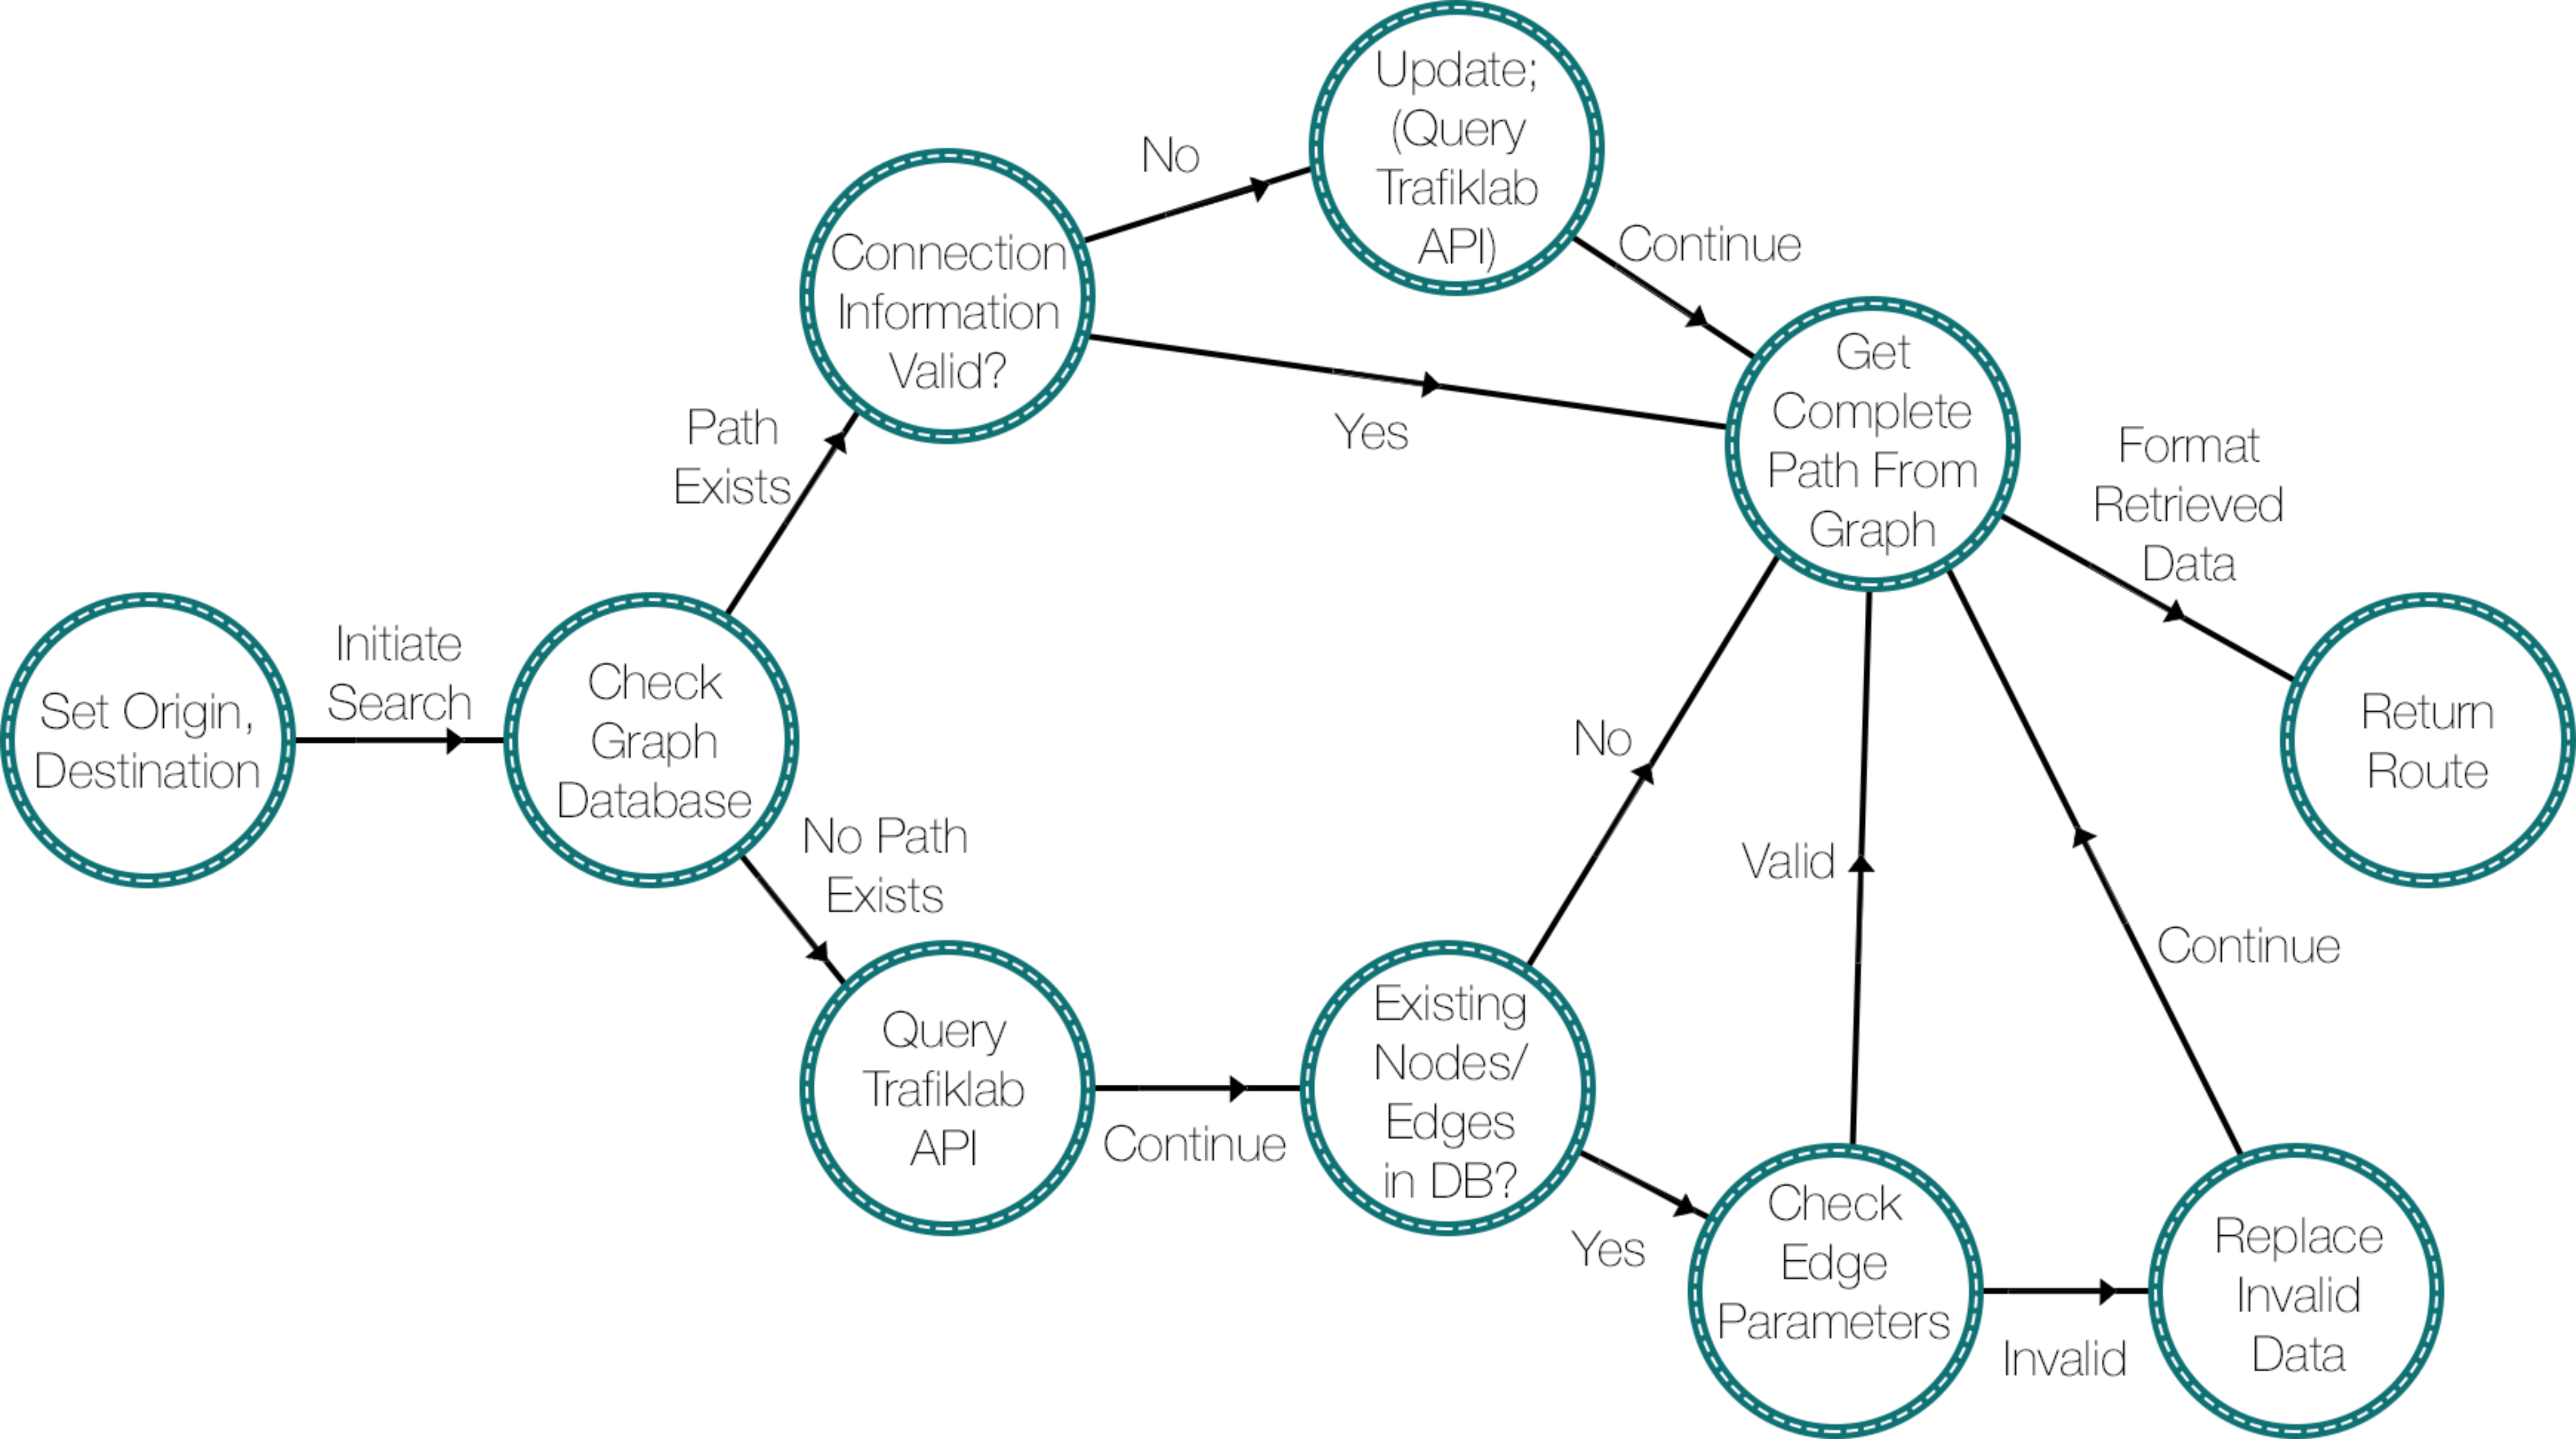 Set Origin,
Destination
Initiate
Search
Check
Graph
Database
Path
Exists
Connection
Information
Valid?
No
Update;
(Query
Trafiklab
API)
Continue
Yes
Get
Complete
Path From
Graph
Format
Retrieved
Data
Return
Route
No Path
Exists
Query
Trafiklab
API
Continue
Existing
Nodes/
Edges
in DB?
No
Yes
Check
Edge
Parameters
Valid
Invalid
Replace
Invalid
Data
Continue